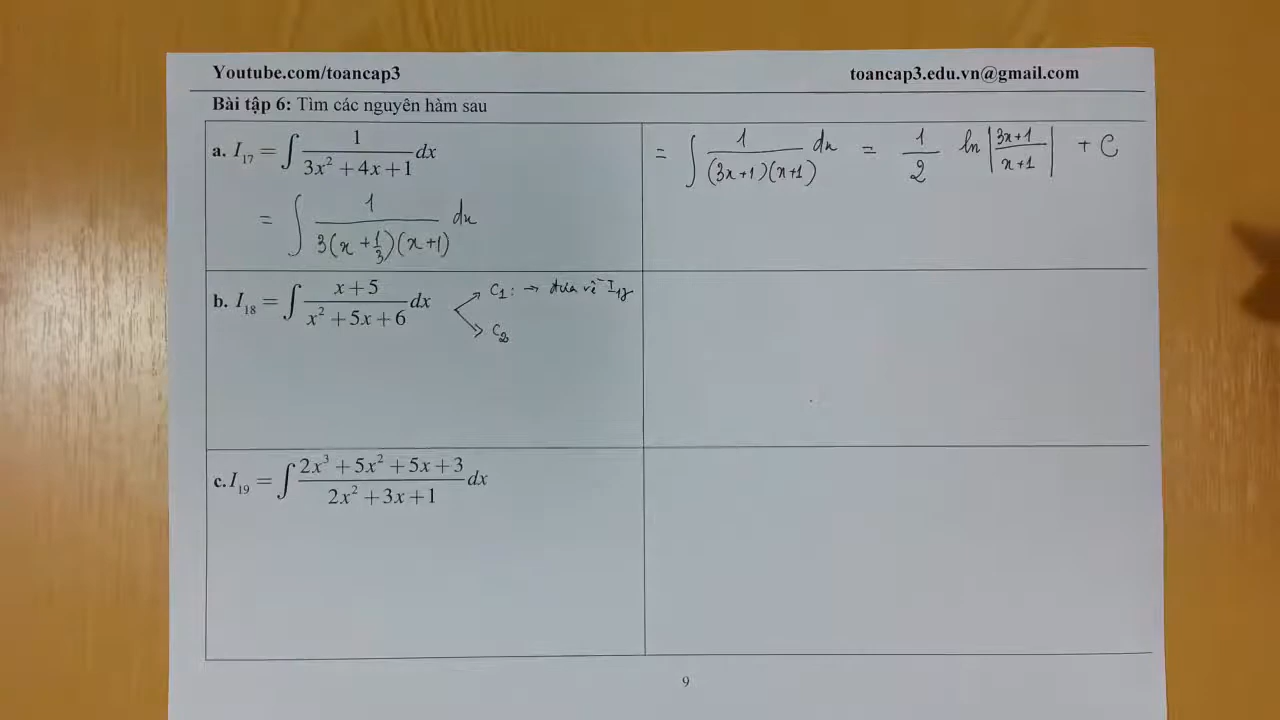 Youtube.com/toancap3 toancap3.edu.vn@gmail.com
Bài tập 6: Tìm các nguyên hàm sau
a. I₁₇ = ∫ 1/(3x² + 4x + 1) dx
= ∫ 1/(3(x + 1/3)(x+1)) dx
= ∫ 1/((3x+1)(x+1)) dx = 1/2 ln |(3x+1)/(x+1)| + C
b. I₁₈ = ∫ (x + 5)/(x² + 5x + 6) dx
C₁: → đưa về I₁₇
C₂
c. I₁₉ = ∫ (2x³ + 5x² + 5x + 3)/(2x² + 3x + 1) dx
9